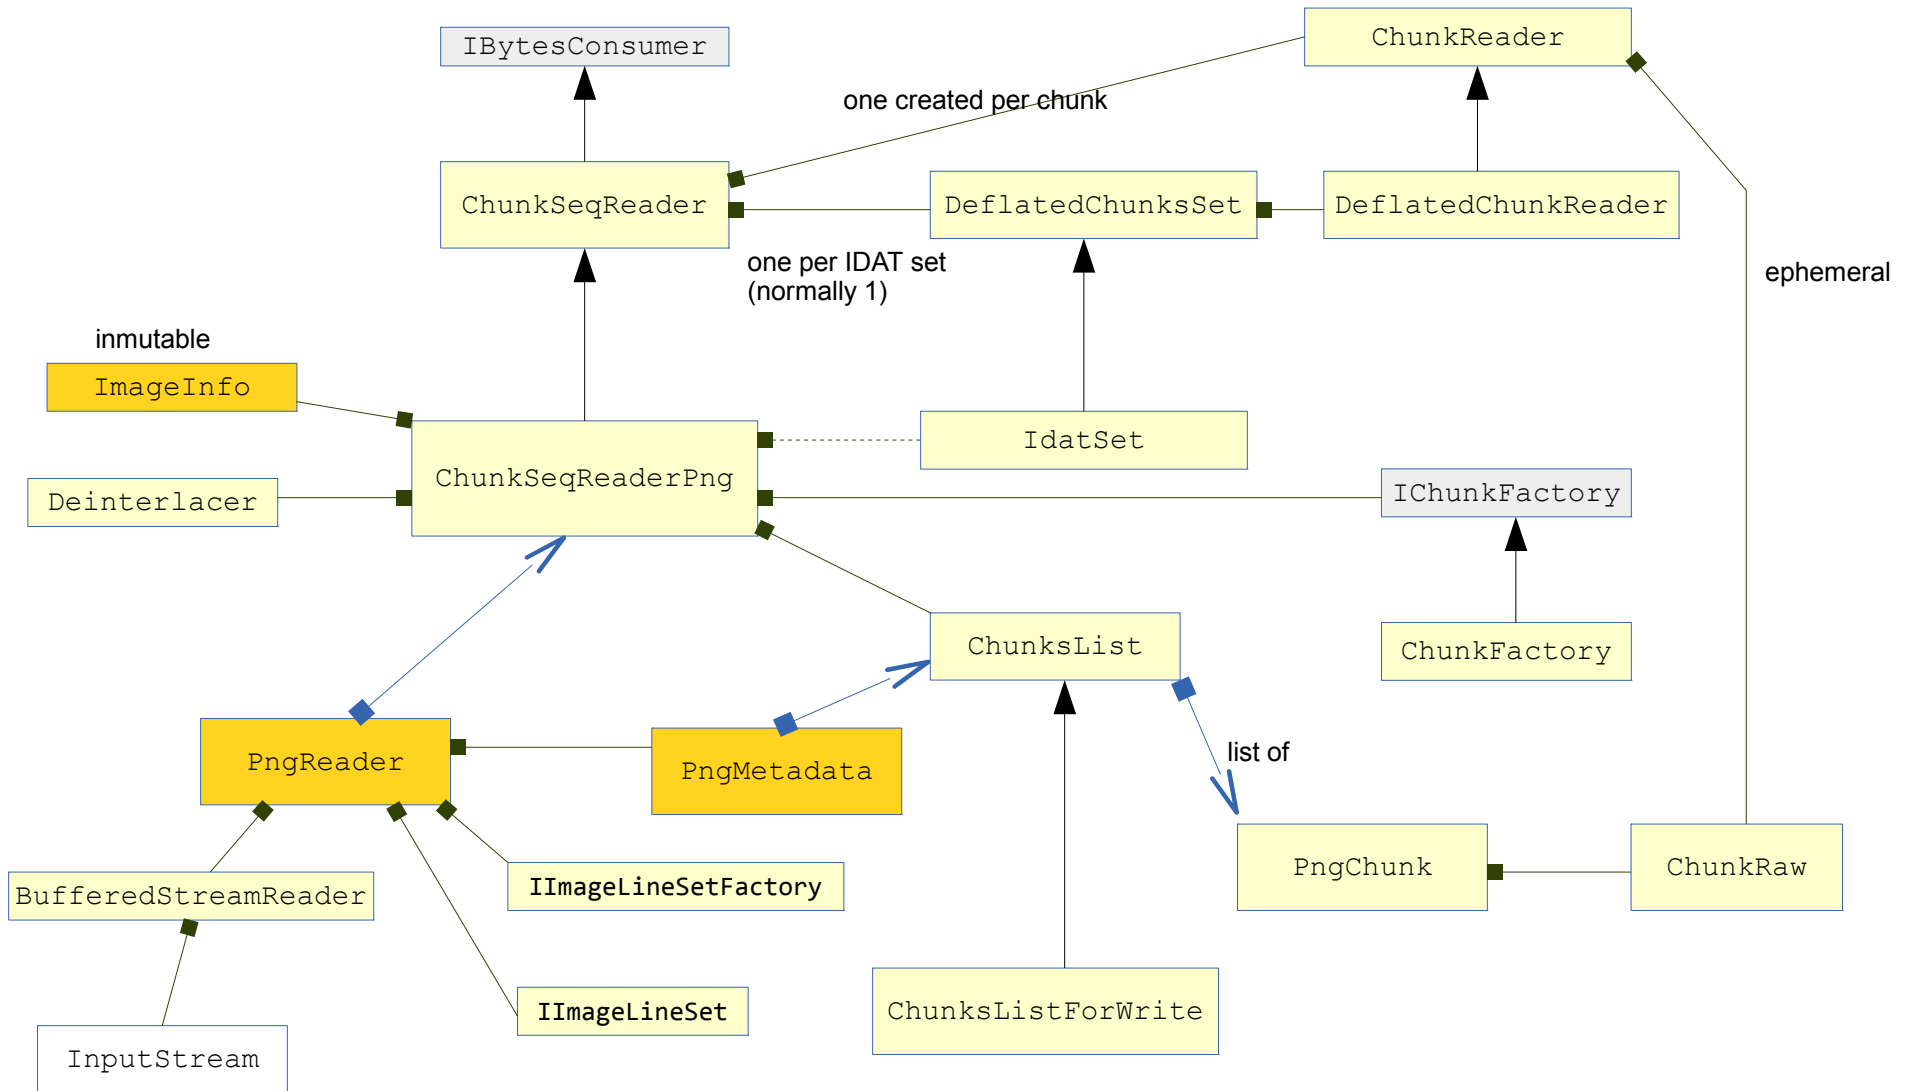 ChunkReader
IBytesConsumer
one created per chunk
ChunkSeqReader
DeflatedChunksSet
DeflatedChunkReader
one per IDAT set
(normally 1)
ephemeral
inmutable
ImageInfo
IdatSet
ChunkSeqReaderPng
Deinterlacer
IChunkFactory
ChunksList
ChunkFactory
PngReader
PngMetadata
list of
PngChunk
ChunkRaw
BufferedStreamReader
IImageLineSetFactory
IImageLineSet
ChunksListForWrite
InputStream